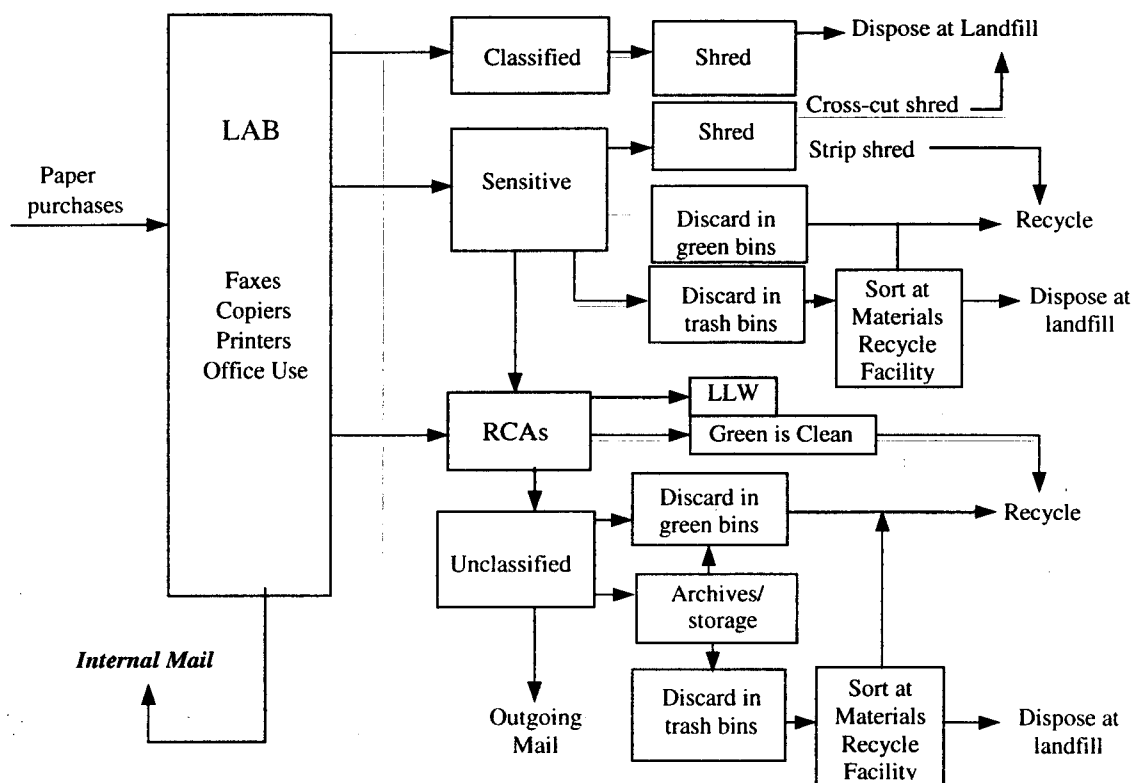 Paper
purchases
LAB
Faxes
Copiers
Printers
Office Use
Internal Mail
Classified
Shred
Dispose at Landfill
Sensitive
Shred
Cross-cut shred
Strip shred
Discard in
green bins
Recycle
Discard in
trash bins
Sort at
Materials
Recycle
Facility
Dispose at
landfill
RCAs
LLW
Green is Clean
Unclassified
Discard in
green bins
Recycle
Archives/
storage
Outgoing
Mail
Discard in
trash bins
Sort at
Materials
Recycle
Facility
Dispose at
landfill